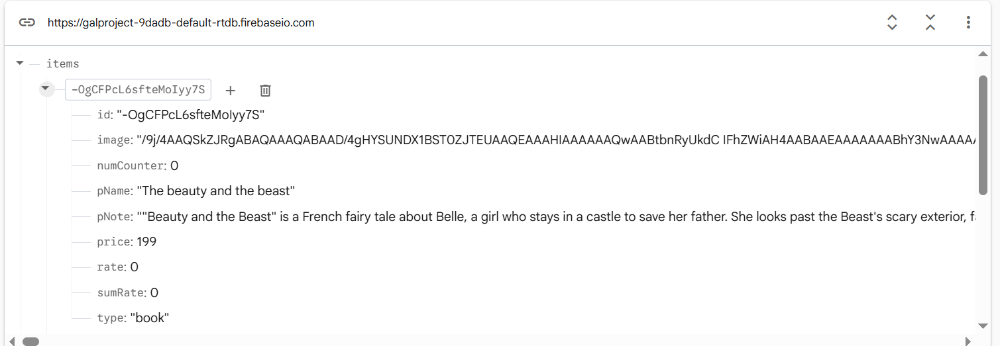 https://galproject-9dadb-default-rtdb.firebaseio.com
items
-OgCFPcL6sfteMoIyy7S
id: "-OgCFPcL6sfteMoIyy7S"
image: "/9j/4AAQSkZJRgABAQAAAQABAAD/4gHYSUNDX1BST0ZJTEUAAQEAAAHIAAAAAAQwAABtbnRyUkdC IFhZWiAH4AABAAEAAAAAAABhY3NwAAAAA
numCounter: 0
pName: "The beauty and the beast"
pNote: ""Beauty and the Beast" is a French fairy tale about Belle, a girl who stays in a castle to save her father. She looks past the Beast's scary exterior,
price: 199
rate: 0
sumRate: 0
type: "book"